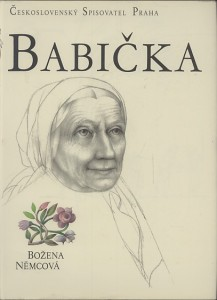 Československý Spisovatel Praha
Babička
Božena
Němcová